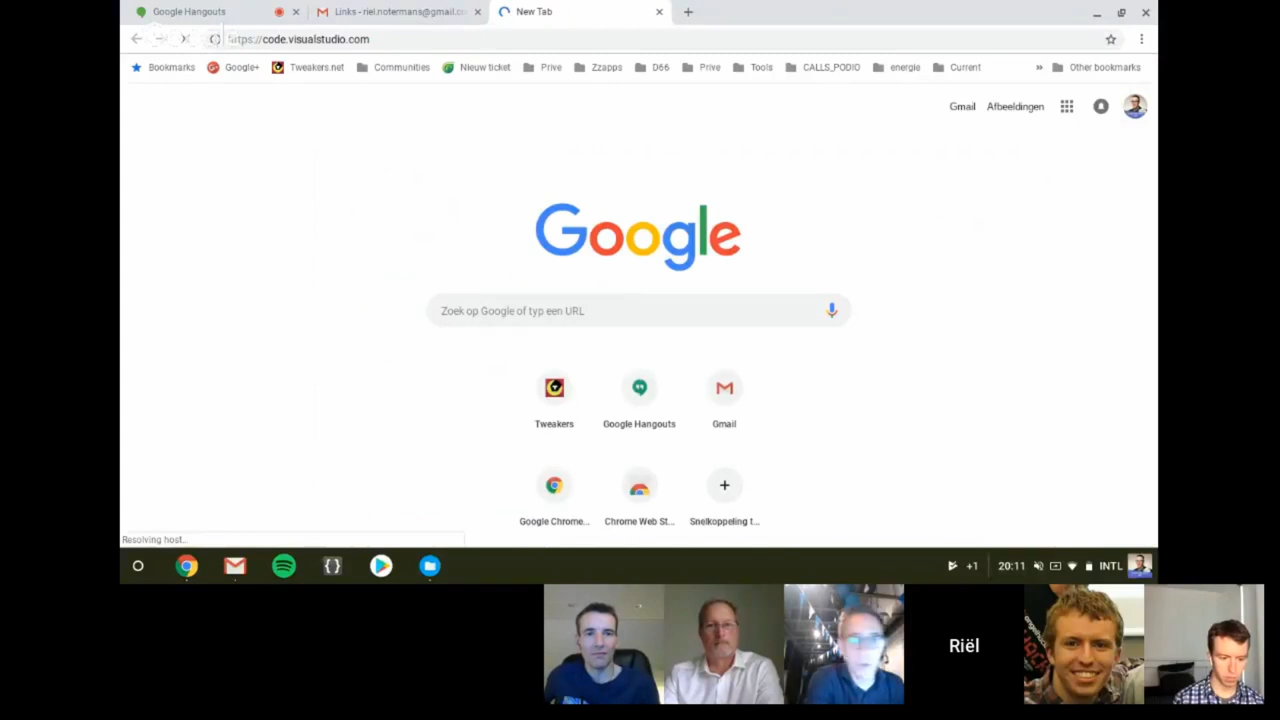 Google Hangouts
Links - riel.notermans@gmail.co
New Tab
https://code.visualstudio.com
Bookmarks
Google+
Tweakers.net
Communities
Nieuw ticket
Prive
Zzapps
D66
Prive
Tools
CALLS_PODIO
energie
Current
»
Other bookmarks
Gmail
Afbeeldingen
Google
Zoek op Google of typ een URL
Tweakers
Google Hangouts
Gmail
Google Chrome...
Chrome Web St...
Snelkoppeling t...
Resolving host...
+1
20:11
INTL
Riël